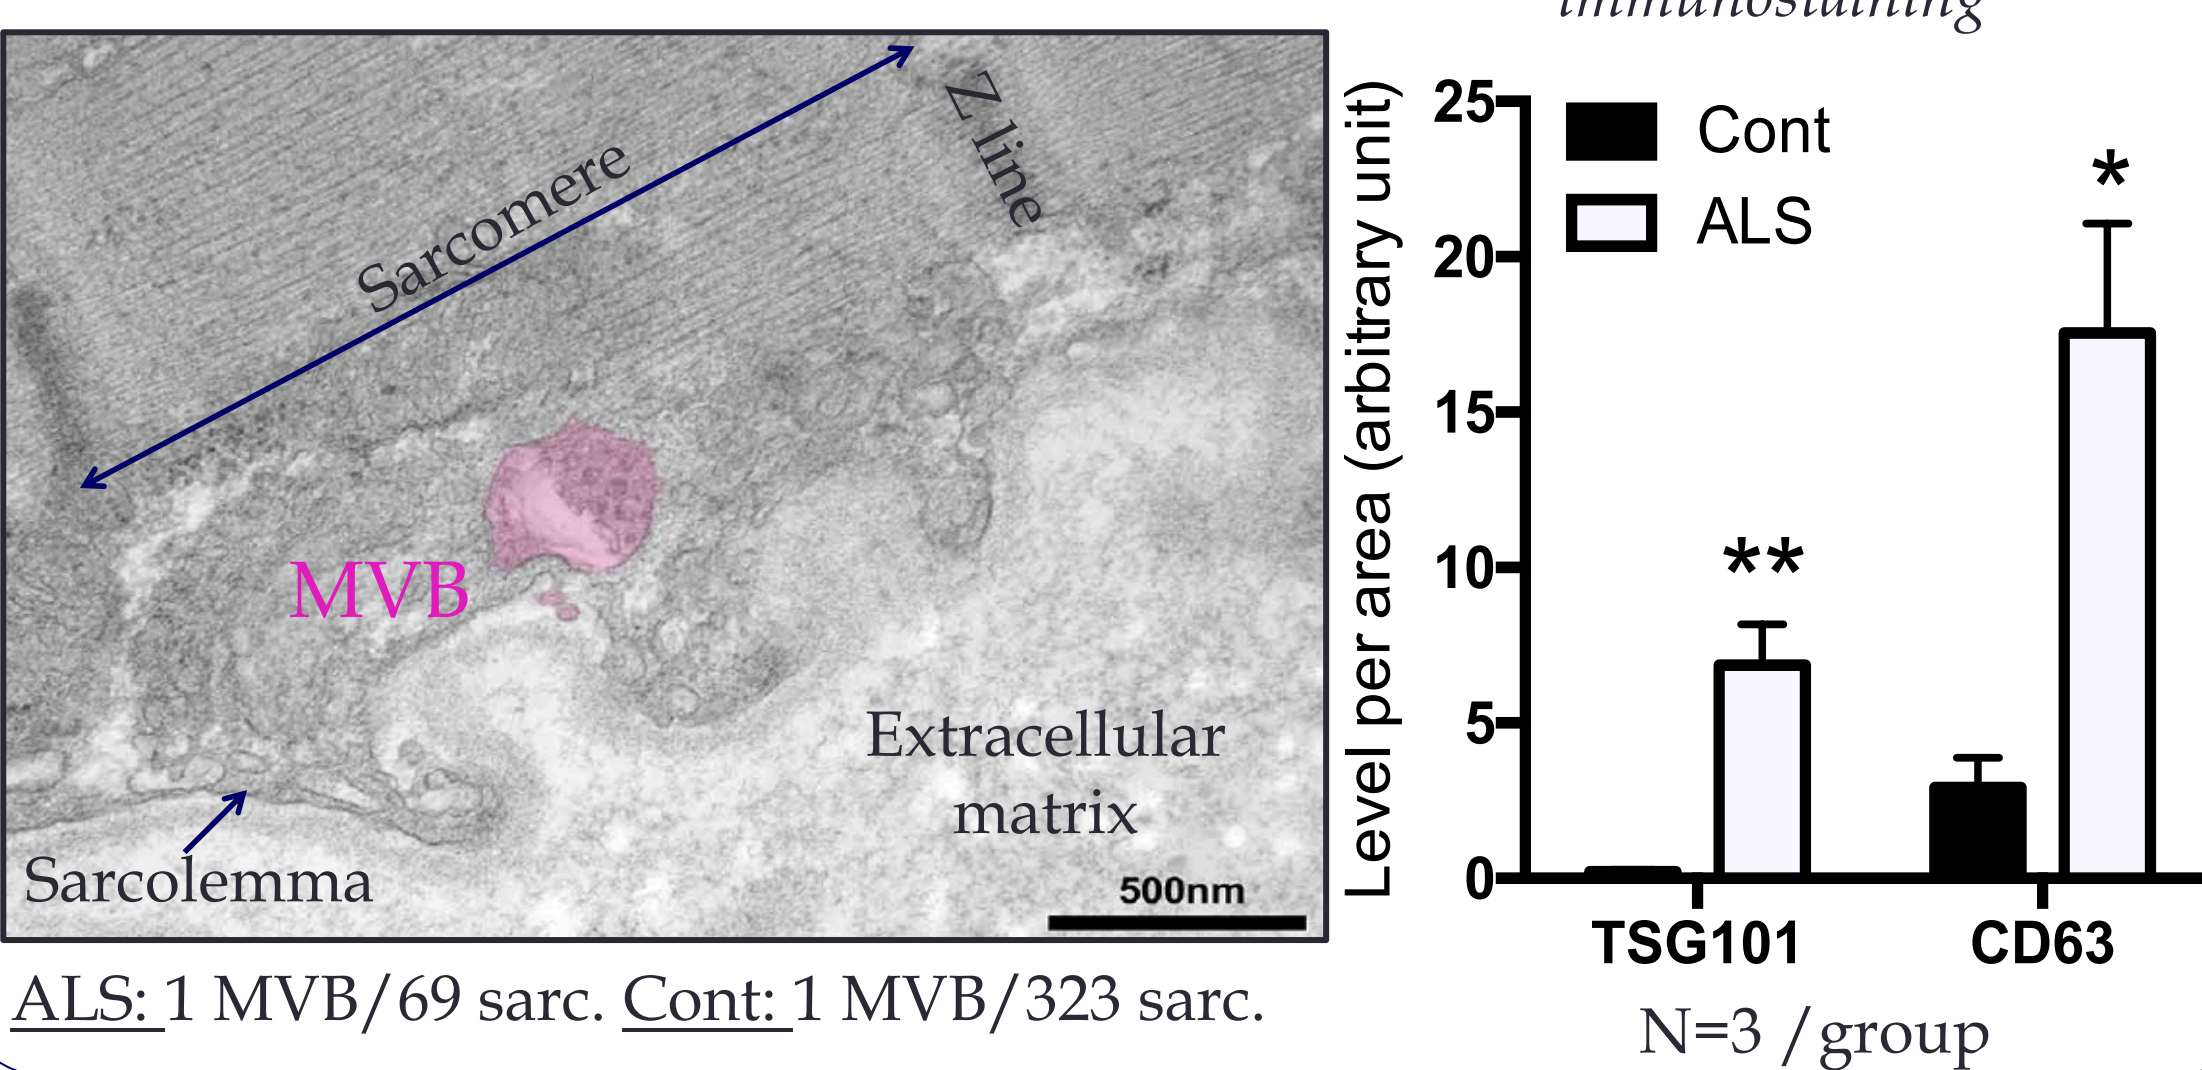 immunostaining
Sarcomere
Z line
MVB
Extracellular
matrix
Sarcolemma
500nm
ALS: 1 MVB/69 sarc. Cont: 1 MVB/323 sarc.
Level per area (arbitrary unit)
25
20
15
10
5
0
Cont
ALS
**
*
TSG101
CD63
N=3 /group